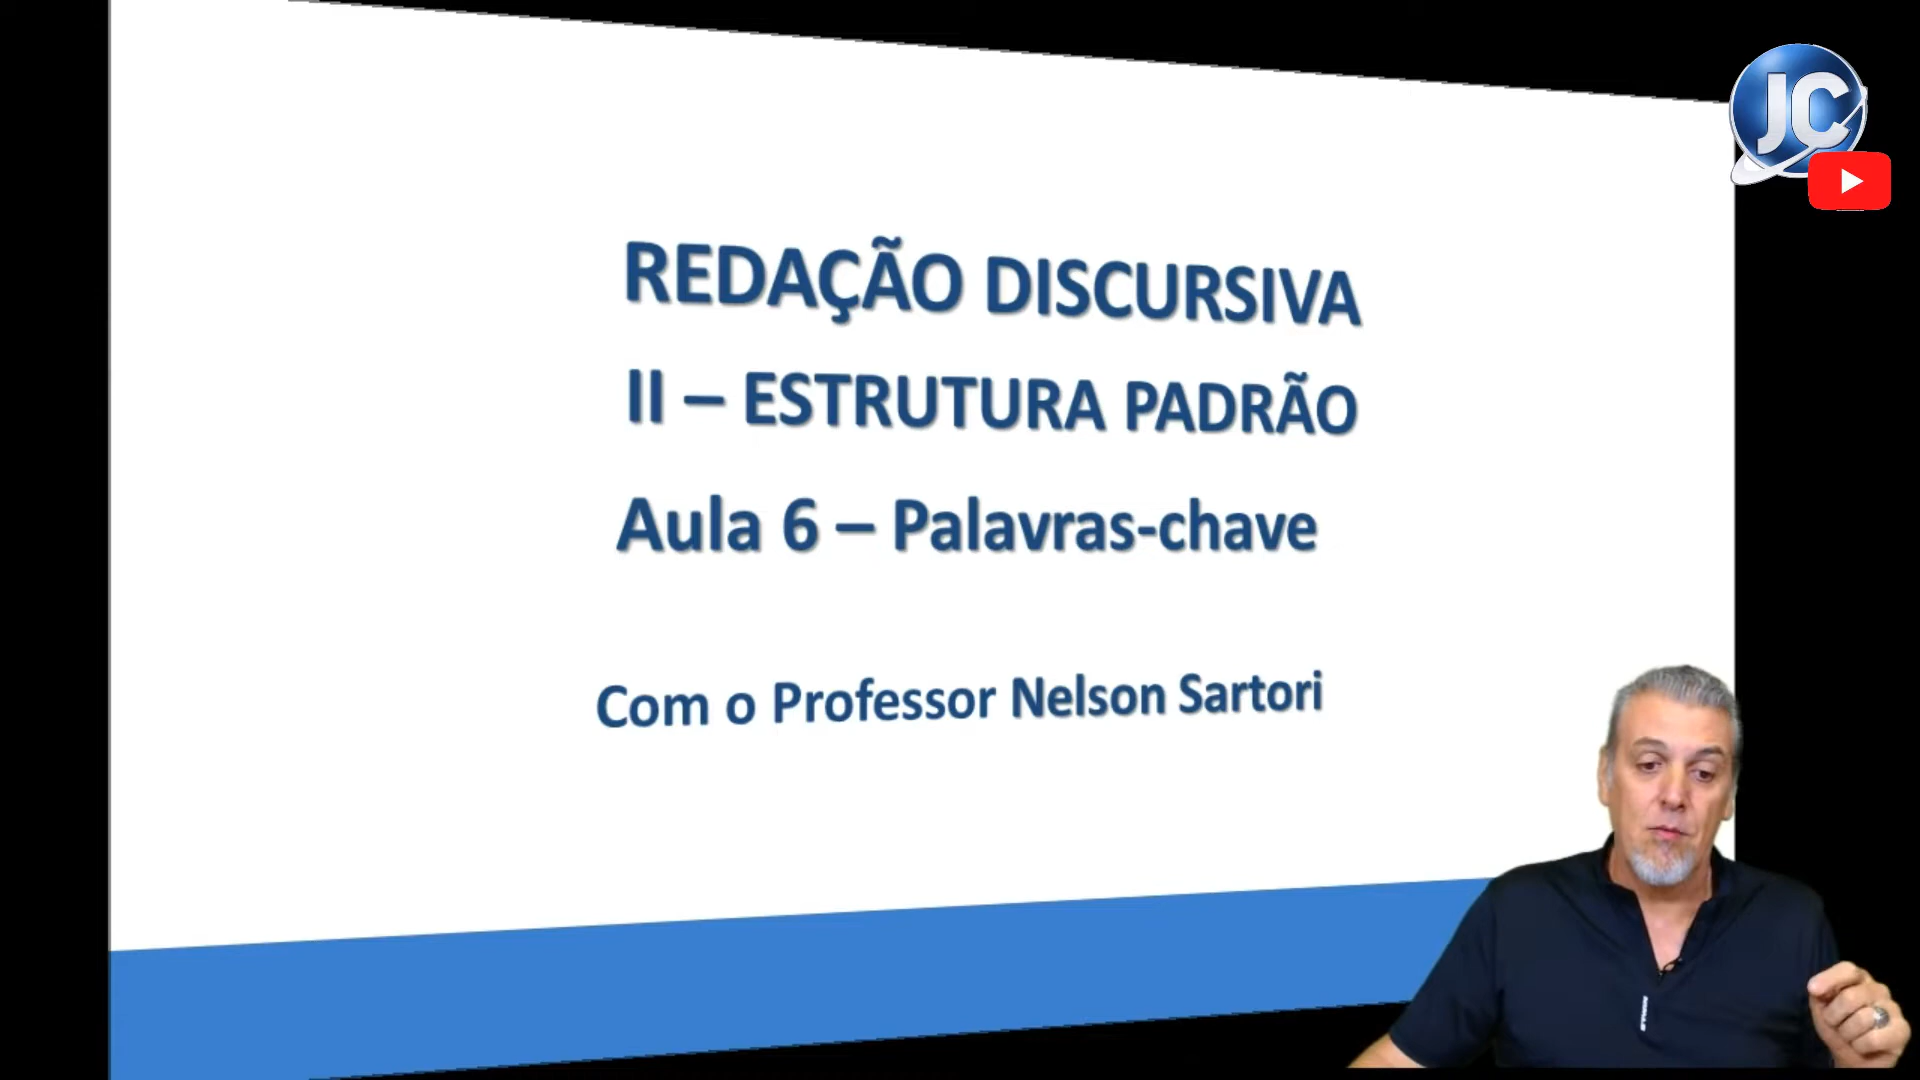 JC
REDAÇÃO DISCURSIVA
II – ESTRUTURA PADRÃO
Aula 6 – Palavras-chave
Com o Professor Nelson Sartori